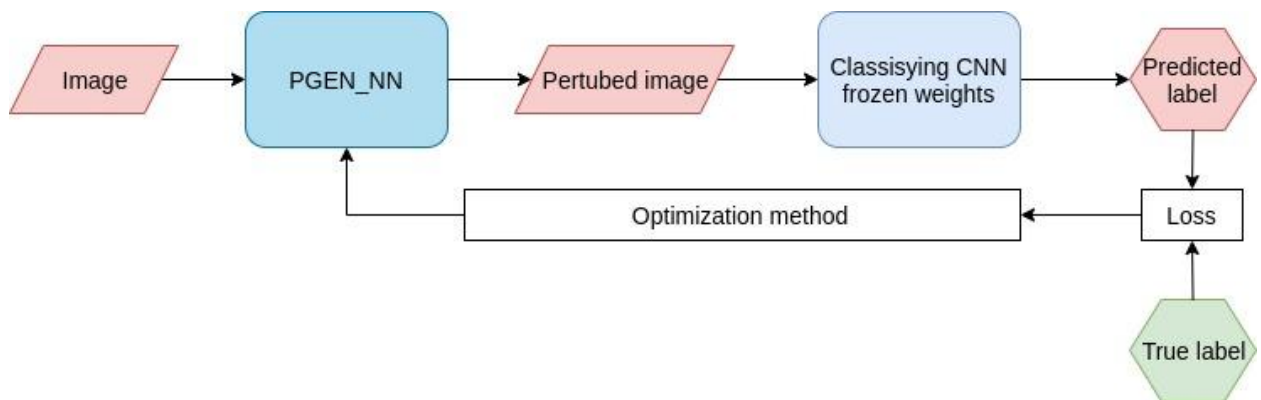 Image
PGEN_NN
Pertubed image
Classisying CNN
frozen weights
Predicted
label
Optimization method
Loss
True label